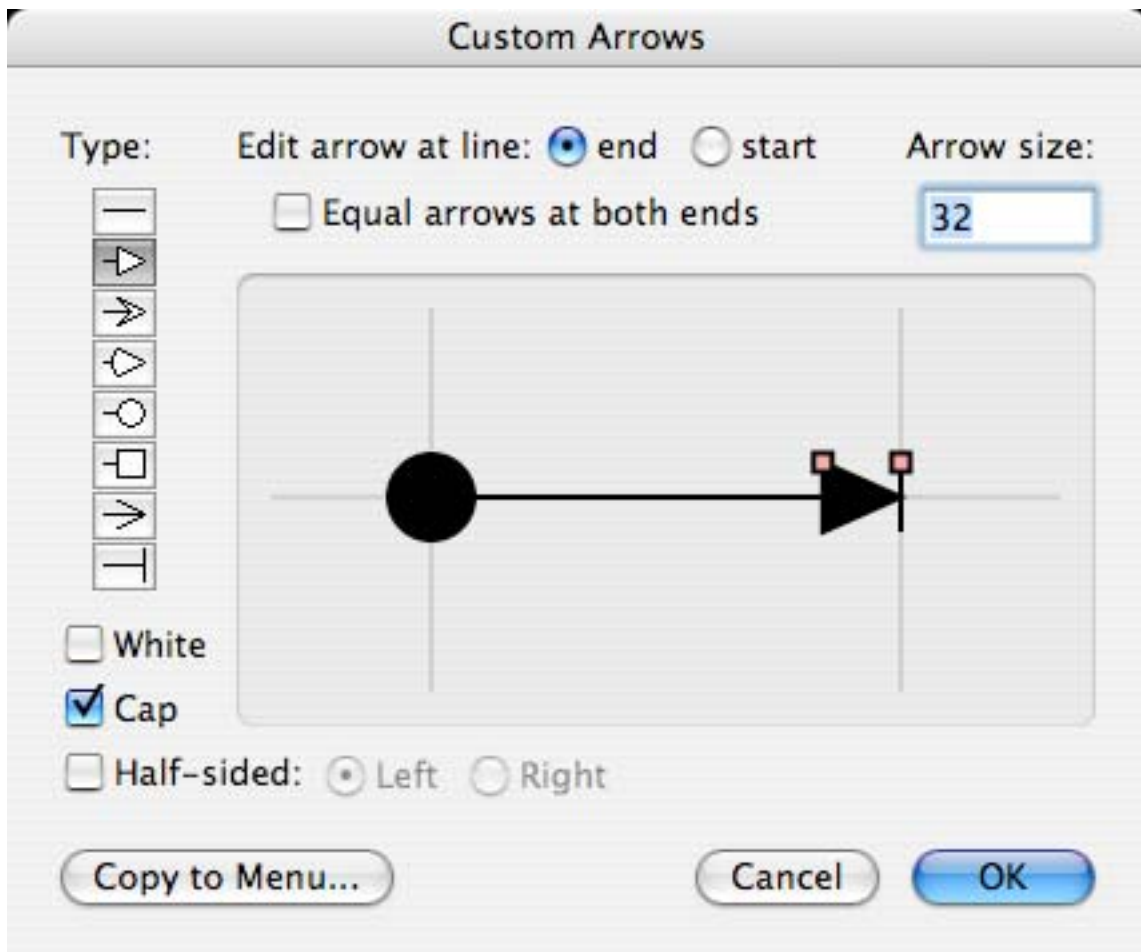 Custom Arrows
Type:
Edit arrow at line: end start
Arrow size:
Equal arrows at both ends
32
White
Cap
Half-sided: Left Right
Copy to Menu...
Cancel
OK